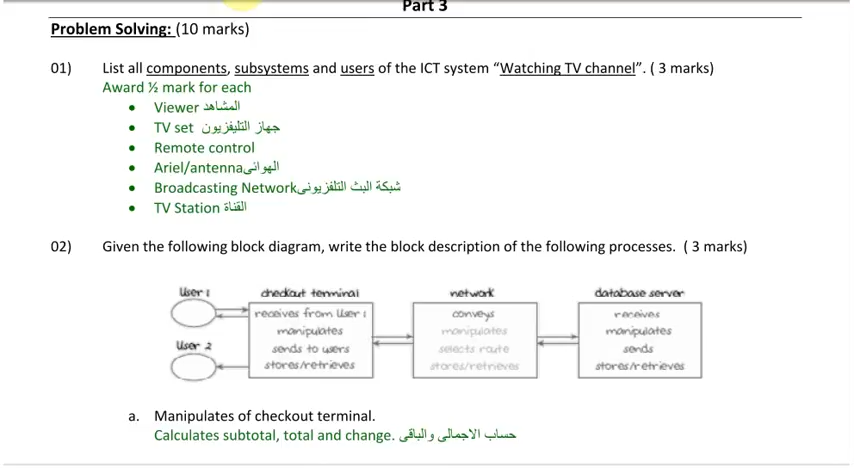 Part 3
Problem Solving: (10 marks)
01) List all components, subsystems and users of the ICT system “Watching TV channel”. ( 3 marks)
Award ½ mark for each
• Viewer المشاهد
• TV set جهاز التليفزيون
• Remote control
• Ariel/antennaالهوائى
• Broadcasting Networkشبكة البث التلفزيونى
• TV Station القناة
02) Given the following block diagram, write the block description of the following processes. ( 3 marks)
User 1 checkout terminal network database server
receives from User 1 conveys receives
manipulates manipulates manipulates
User 2 sends to users selects route sends
stores/retrieves stores/retrieves stores/retrieves
a. Manipulates of checkout terminal.
Calculates subtotal, total and change. حساب الاجمالى والباقى